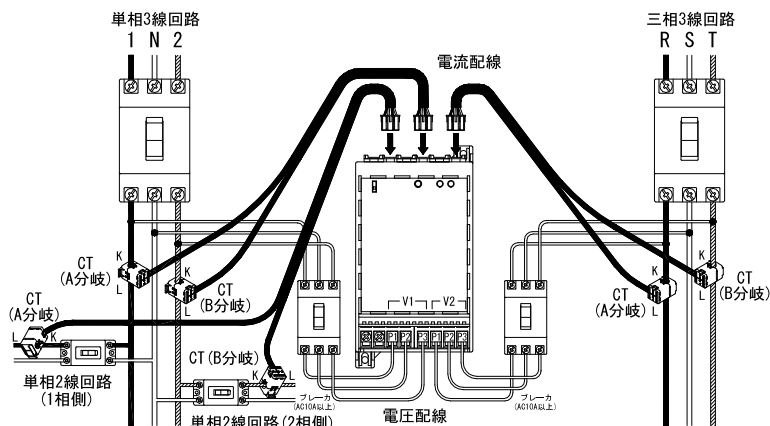 単相3線回路
1 N 2
三相3線回路
R S T
電流配線
K
CT
(A分岐)
L
K
CT
(B分岐)
L
CT
(A分岐)
L
K
単相2線回路
(1相側)
CT(B分岐)
K
L
単相2線回路(2相側)
V1
V2
ブレーカ
(AC10A以上)
電圧配線
ブレーカ
(AC10A以上)
K
CT
(A分岐)
L
K
CT
(B分岐)
L